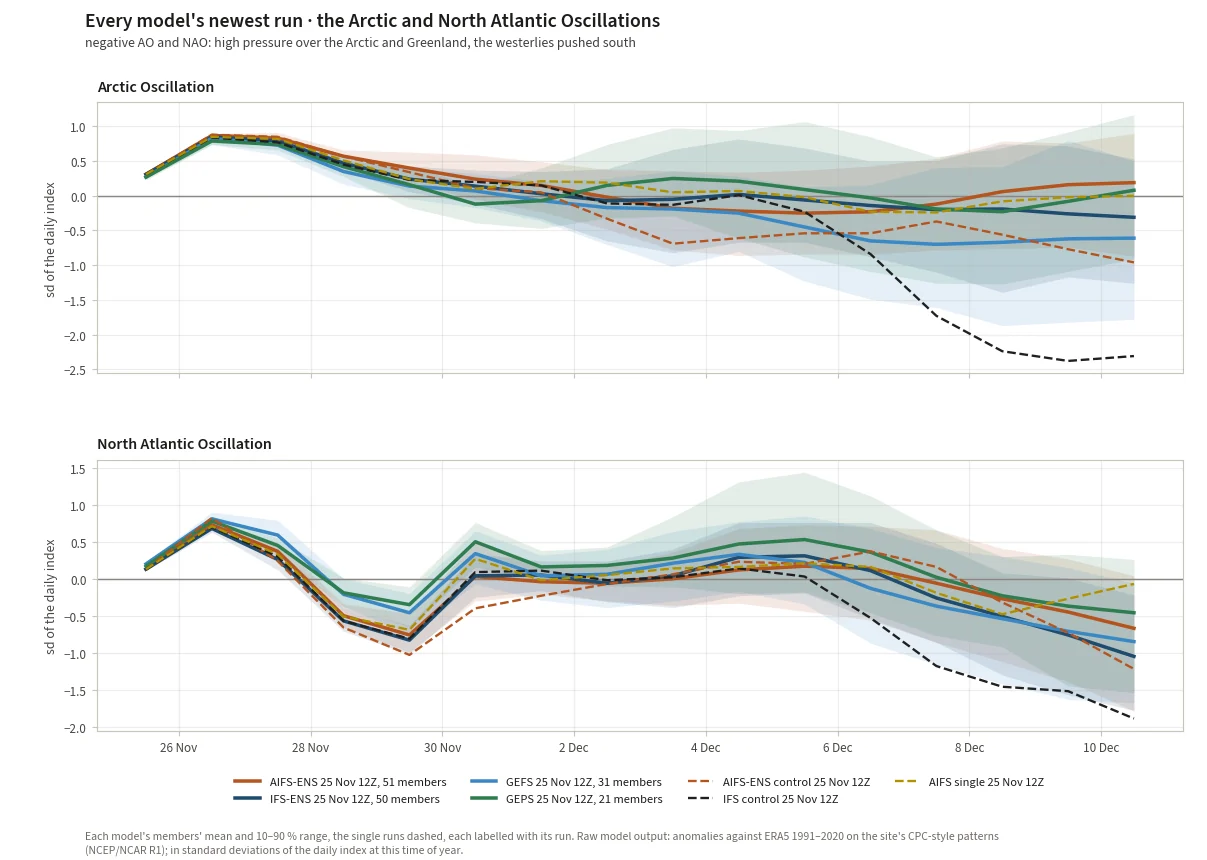 Every model's newest run · the Arctic and North Atlantic Oscillations
negative AO and NAO: high pressure over the Arctic and Greenland, the westerlies pushed south
Arctic Oscillation
sd of the daily index
1.0
0.5
0.0
−0.5
−1.0
−1.5
−2.0
−2.5
North Atlantic Oscillation
sd of the daily index
1.5
1.0
0.5
0.0
−0.5
−1.0
−1.5
−2.0
26 Nov 28 Nov 30 Nov 2 Dec 4 Dec 6 Dec 8 Dec 10 Dec
AIFS-ENS 25 Nov 12Z, 51 members GEFS 25 Nov 12Z, 31 members AIFS-ENS control 25 Nov 12Z AIFS single 25 Nov 12Z
IFS-ENS 25 Nov 12Z, 50 members GEPS 25 Nov 12Z, 21 members IFS control 25 Nov 12Z
Each model's members' mean and 10–90 % range, the single runs dashed, each labelled with its run. Raw model output: anomalies against ERA5 1991–2020 on the site's CPC-style patterns
(NCEP/NCAR R1); in standard deviations of the daily index at this time of year.